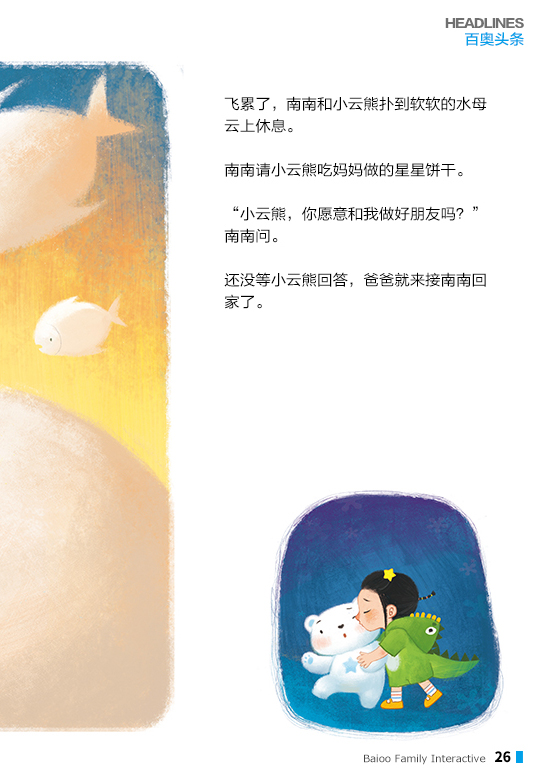 HEADLINES
百奥头条
飞累了，南南和小云熊扑到软软的水母
云上休息。
南南请小云熊吃妈妈做的星星饼干。
“小云熊，你愿意和我做好朋友吗？”
南南问。
还没等小云熊回答，爸爸就来接南南回
家了。
Baioo Family Interactive 26